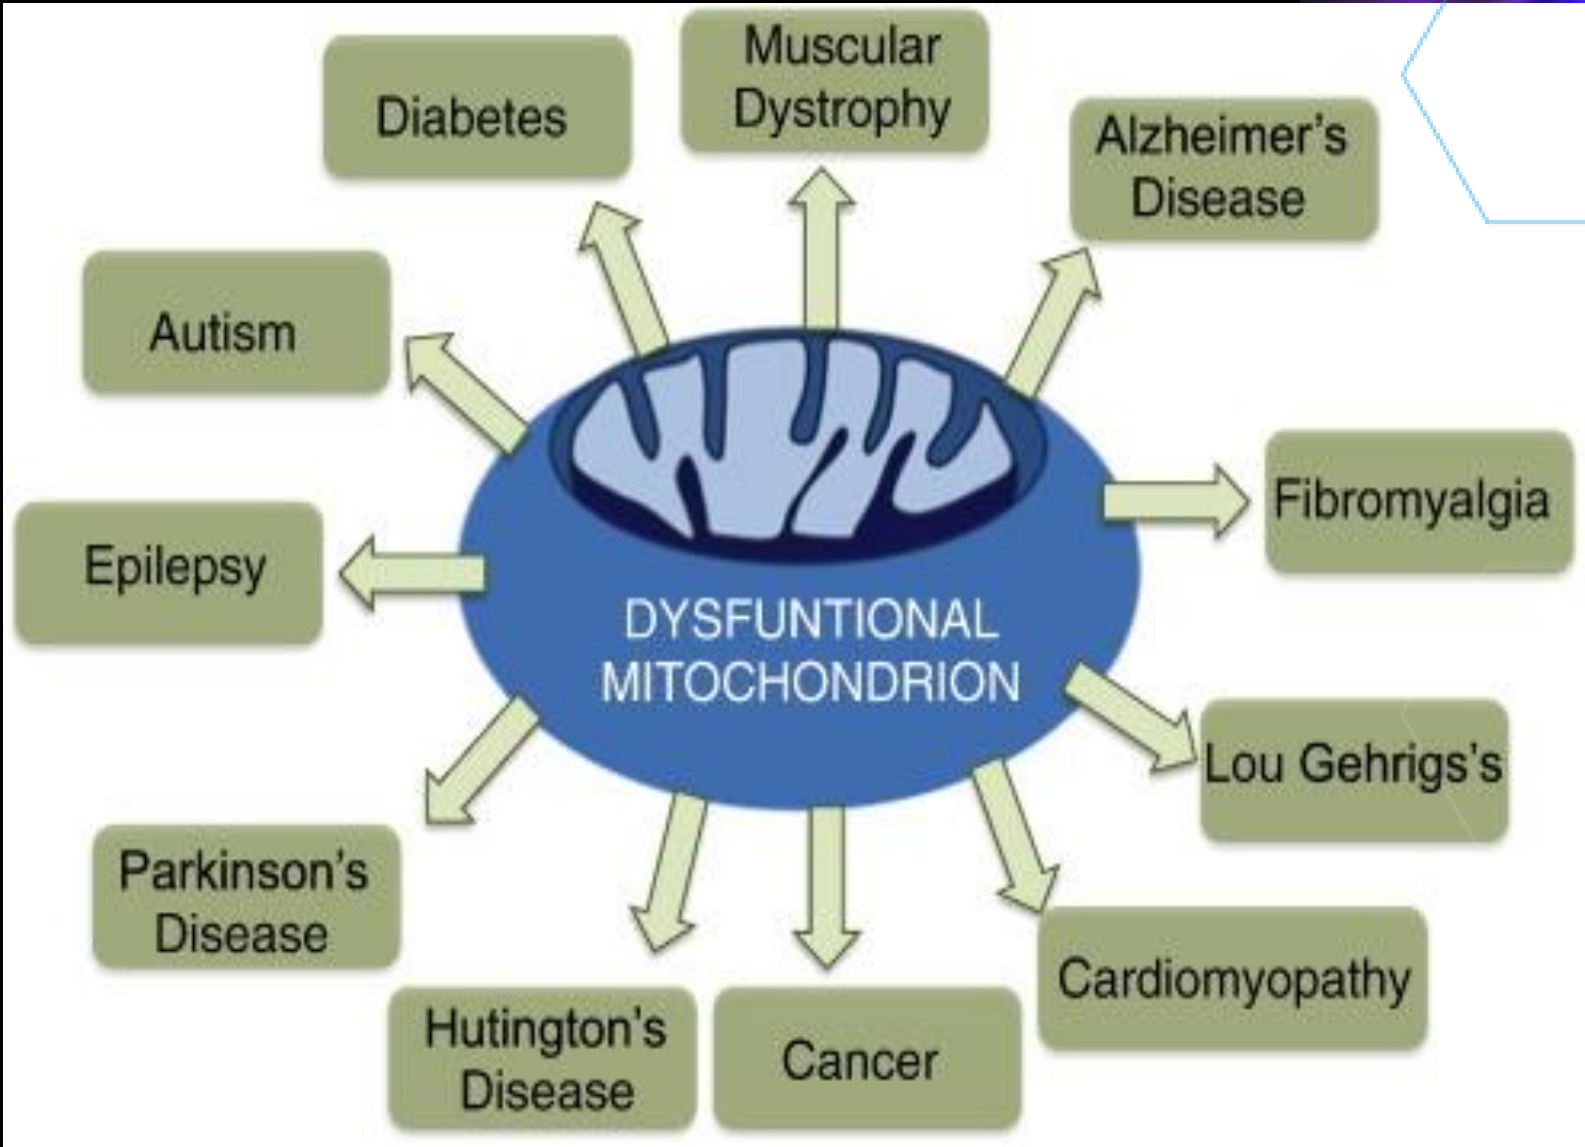 Muscular
Dystrophy
Diabetes
Alzheimer's
Disease
Autism
Fibromyalgia
Epilepsy
DYSFUNTIONAL
MITOCHONDRION
Lou Gehrigs's
Parkinson's
Disease
Cardiomyopathy
Hutington's
Disease
Cancer